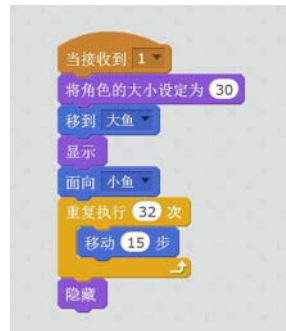 当接收到 1
将角色的大小设定为 30
移到 大鱼
显示
面向 小鱼
重复执行 32 次
移动 15 步
隐藏